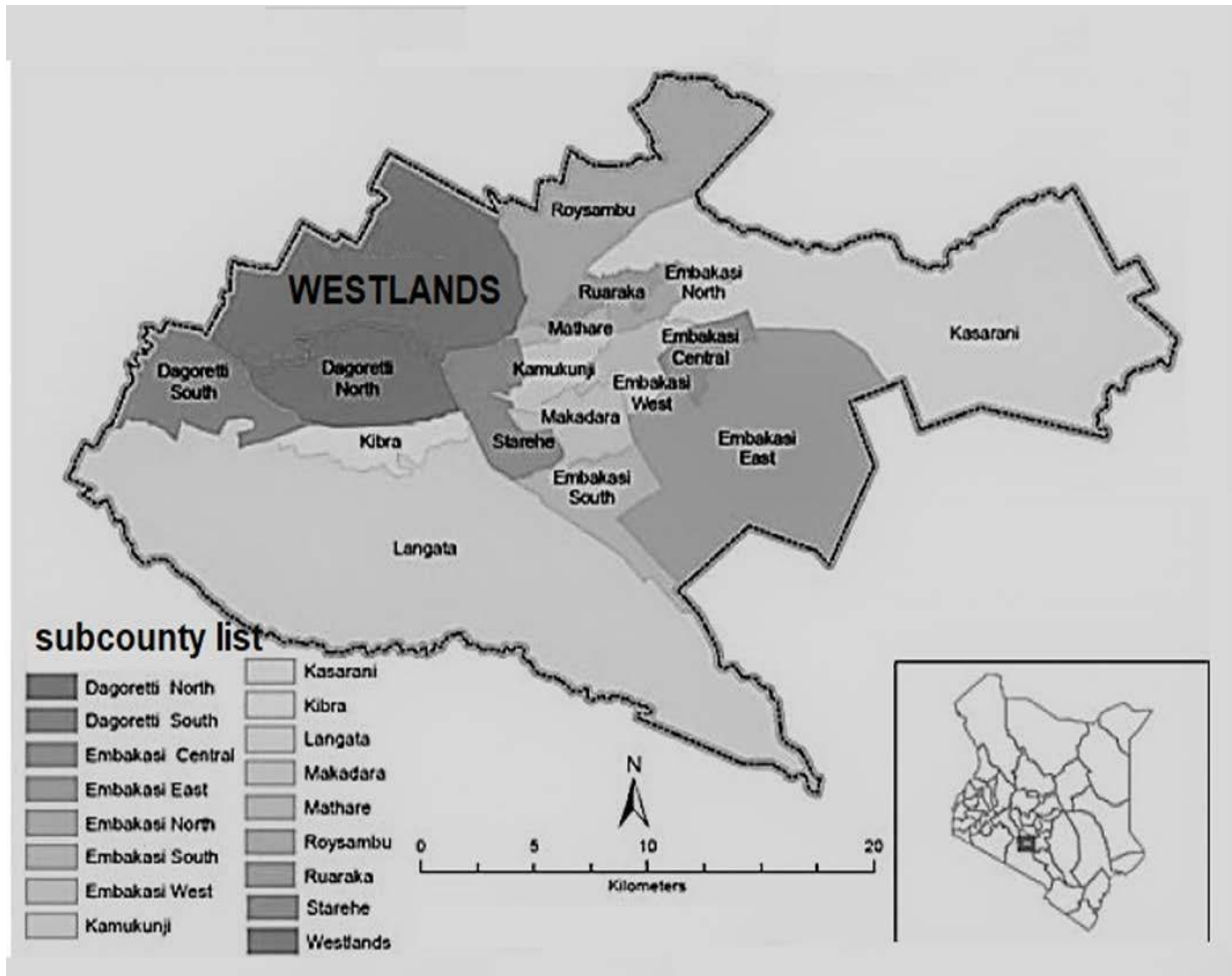 Roysambu
WESTLANDS
Ruaraka
Embakasi
North
Mathare
Kasarani
Dagoretti
South
Dagoretti
North
Kamukunji
Embakasi
Central
Embakasi
West
Makadara
Kibra
Starehe
Embakasi
East
Embakasi
South
Langata
subcounty list
Dagoretti North
Dagoretti South
Embakasi Central
Embakasi East
Embakasi North
Embakasi South
Embakasi West
Kamukunji
Kasarani
Kibra
Langata
Makadara
Mathare
Roysambu
Ruaraka
Starehe
Westlands
N
0 5 10 20
Kilometers